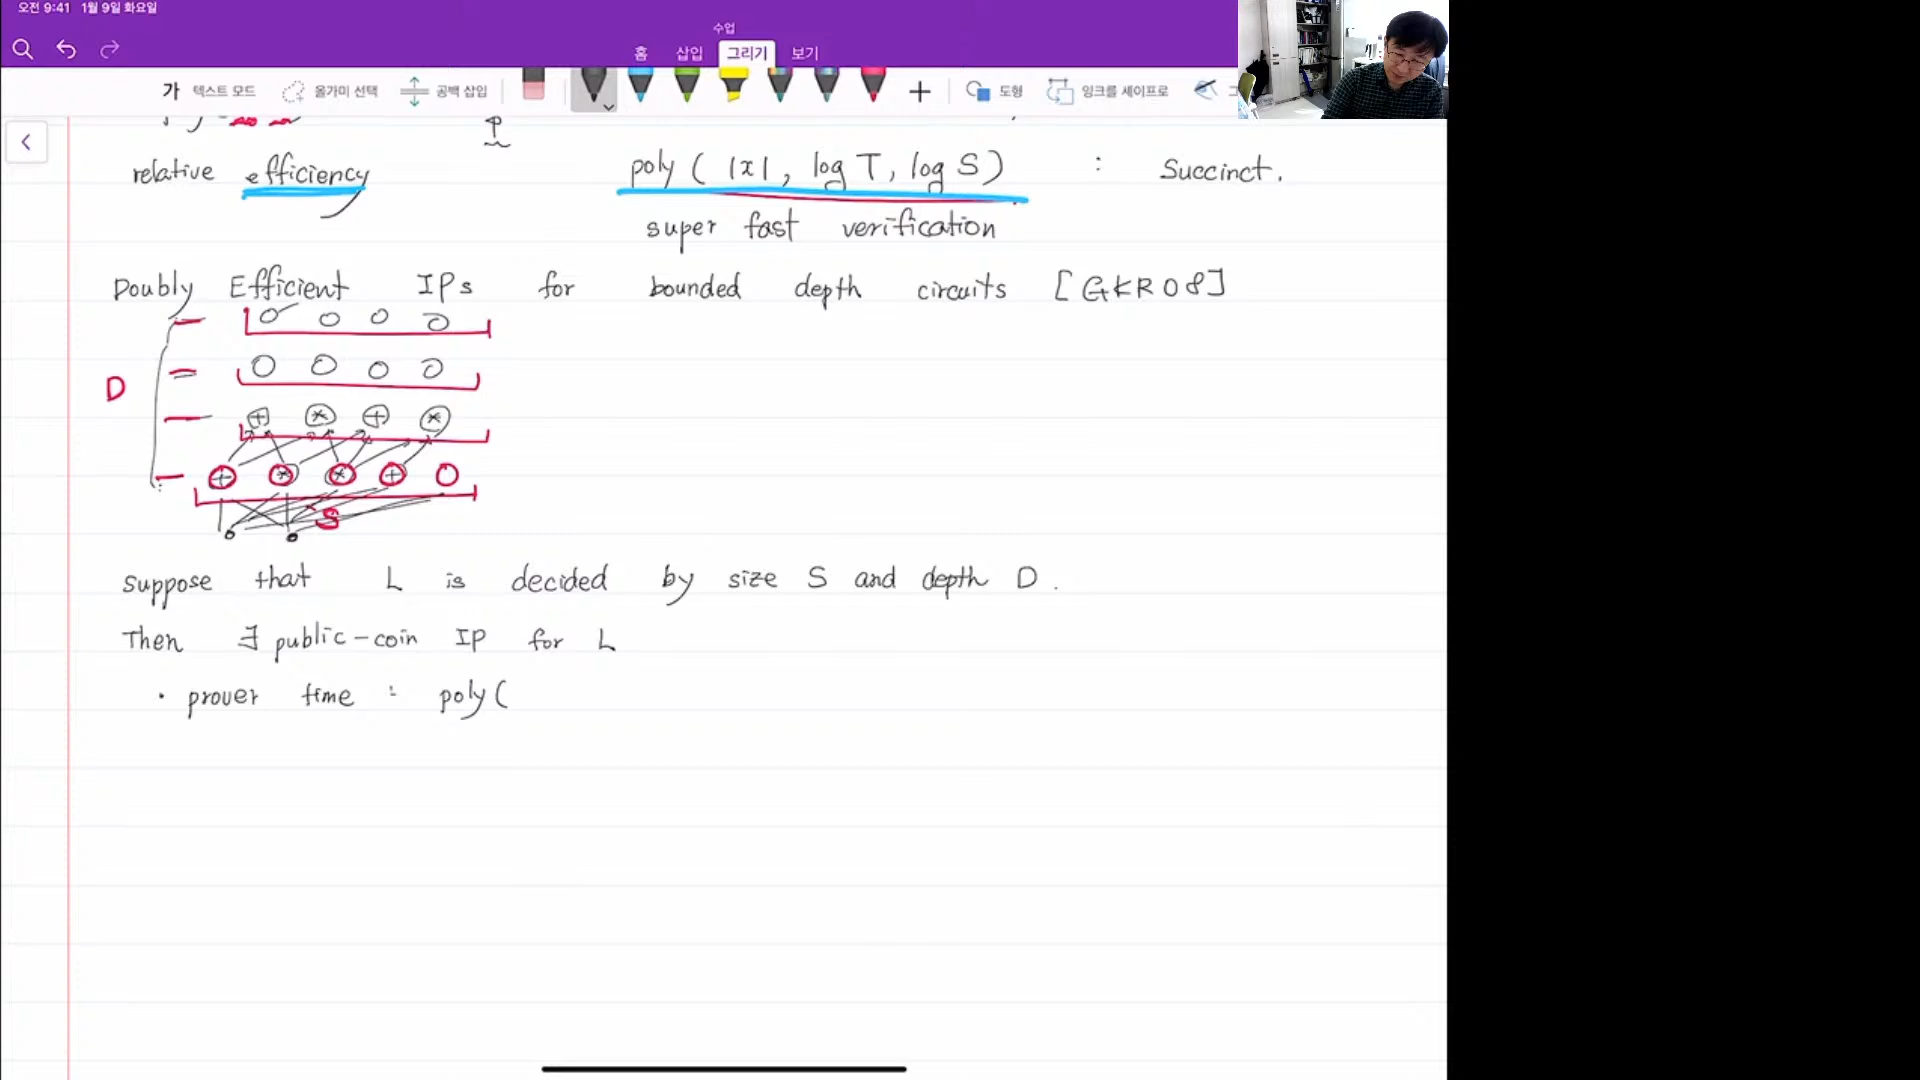 오전 9:41 1월 9일 화요일
수업
홈 삽입 그리기 보기
가 텍스트 모드 올가미 선택 공백 삽입 도형 잉크를 셰이프로
P
relative efficiency poly ( |x|, log T, log S ) : Succinct.
super fast verification
Doubly Efficient IPs for bounded depth circuits [GKR08]
D
S
suppose that L is decided by size S and depth D.
Then ∃ public-coin IP for L
• prover time : poly(